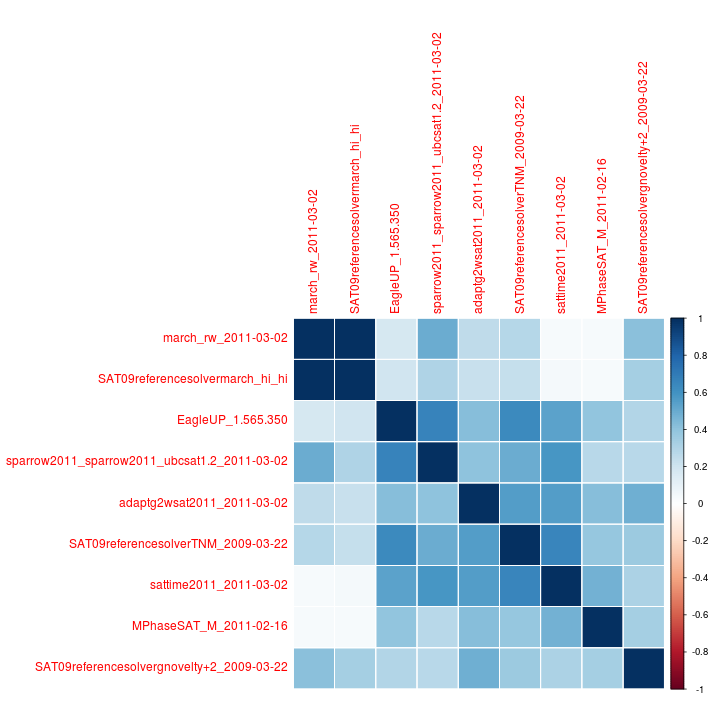 march_rw_2011-03-02
SAT09referencesolvermarch_hi_hi
EagleUP_1.565.350
sparrow2011_sparrow2011_ubcsat1.2_2011-03-02
adaptg2wsat2011_2011-03-02
SAT09referencesolverTNM_2009-03-22
sattime2011_2011-03-02
MPhaseSAT_M_2011-02-16
SAT09referencesolvergnovelty+2_2009-03-22
march_rw_2011-03-02
SAT09referencesolvermarch_hi_hi
EagleUP_1.565.350
sparrow2011_sparrow2011_ubcsat1.2_2011-03-02
adaptg2wsat2011_2011-03-02
SAT09referencesolverTNM_2009-03-22
sattime2011_2011-03-02
MPhaseSAT_M_2011-02-16
SAT09referencesolvergnovelty+2_2009-03-22
1
0.8
0.6
0.4
0.2
0
-0.2
-0.4
-0.6
-0.8
-1